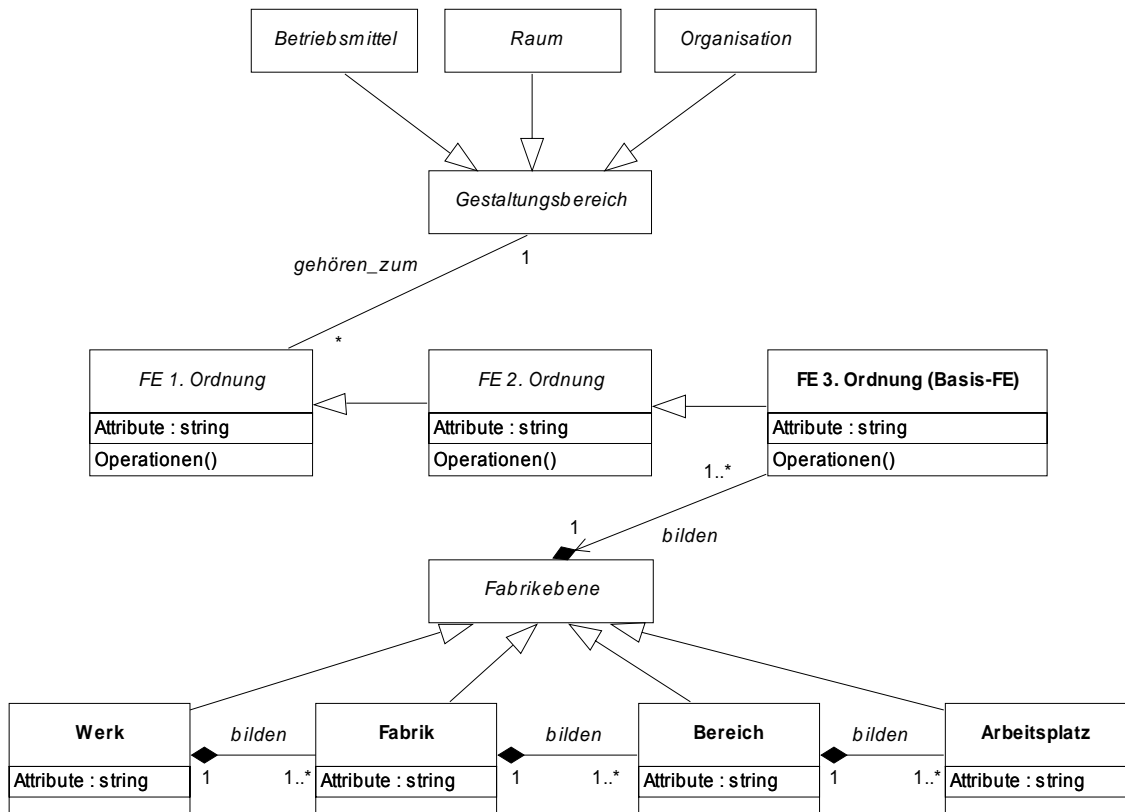 Betriebsmittel
Raum
Organisation
Gestaltungsbereich
gehören_zum
1
*
FE 1. Ordnung
Attribute : string
Operationen()
FE 2. Ordnung
Attribute : string
Operationen()
FE 3. Ordnung (Basis-FE)
Attribute : string
Operationen()
1..*
1
bilden
Fabrikebene
Werk
Attribute : string
bilden
1
1..*
Fabrik
Attribute : string
bilden
1
1..*
Bereich
Attribute : string
bilden
1
1..*
Arbeitsplatz
Attribute : string